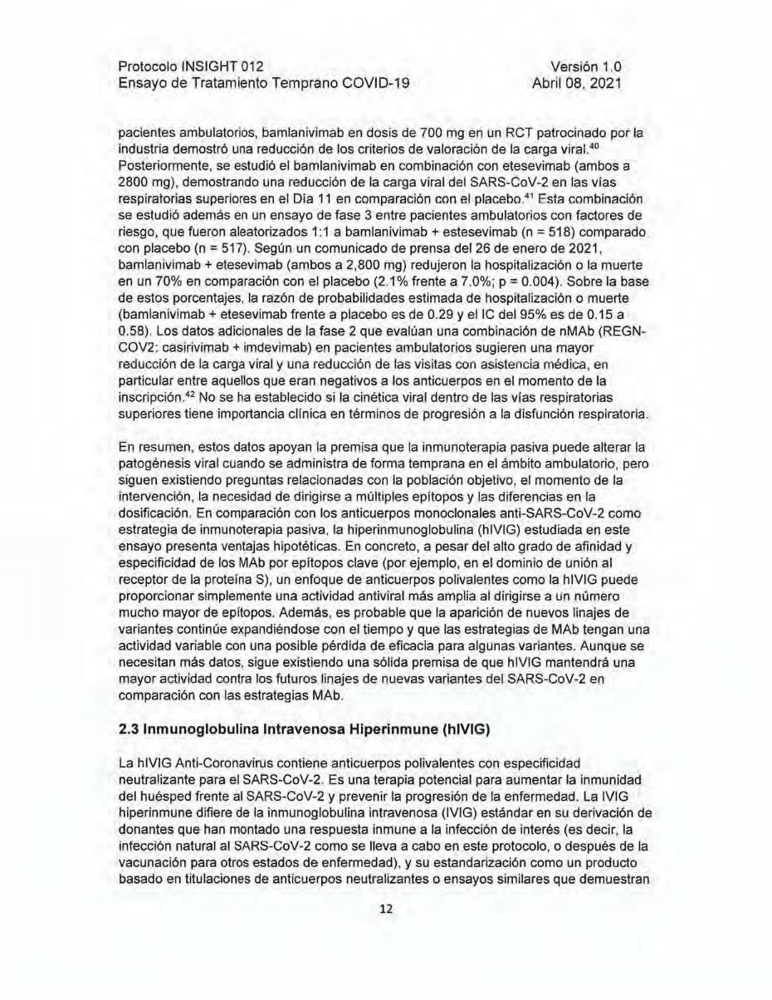 Protocolo INSIGHT 012 Versión 1.0
Ensayo de Tratamiento Temprano COVID-19 Abril 08, 2021
pacientes ambulatorios, bamlanivimab en dosis de 700 mg en un RCT patrocinado por la
industria demostró una reducción de los criterios de valoración de la carga viral.⁴⁰
Posteriormente, se estudió el bamlanivimab en combinación con etesevimab (ambos a
2800 mg), demostrando una reducción de la carga viral del SARS-CoV-2 en las vías
respiratorias superiores en el Día 11 en comparación con el placebo.⁴¹ Esta combinación
se estudió además en un ensayo de fase 3 entre pacientes ambulatorios con factores de
riesgo, que fueron aleatorizados 1:1 a bamlanivimab + estesevimab (n = 518) comparado
con placebo (n = 517). Según un comunicado de prensa del 26 de enero de 2021,
bamlanivimab + etesevimab (ambos a 2,800 mg) redujeron la hospitalización o la muerte
en un 70% en comparación con el placebo (2.1% frente a 7.0%; p = 0.004). Sobre la base
de estos porcentajes, la razón de probabilidades estimada de hospitalización o muerte
(bamlanivimab + etesevimab frente a placebo es de 0.29 y el IC del 95% es de 0.15 a
0.58). Los datos adicionales de la fase 2 que evalúan una combinación de nMAb (REGN-
COV2; casirivimab + imdevimab) en pacientes ambulatorios sugieren una mayor
reducción de la carga viral y una reducción de las visitas con asistencia médica, en
particular entre aquellos que eran negativos a los anticuerpos en el momento de la
inscripción.⁴² No se ha establecido si la cinética viral dentro de las vías respiratorias
superiores tiene importancia clínica en términos de progresión a la disfunción respiratoria.
En resumen, estos datos apoyan la premisa que la inmunoterapia pasiva puede alterar la
patogénesis viral cuando se administra de forma temprana en el ámbito ambulatorio, pero
siguen existiendo preguntas relacionadas con la población objetivo, el momento de la
intervención, la necesidad de dirigirse a múltiples epítopos y las diferencias en la
dosificación. En comparación con los anticuerpos monoclonales anti-SARS-CoV-2 como
estrategia de inmunoterapia pasiva, la hiperinmunoglobulina (hIVIG) estudiada en este
ensayo presenta ventajas hipotéticas. En concreto, a pesar del alto grado de afinidad y
especificidad de los MAb por epítopos clave (por ejemplo, en el dominio de unión al
receptor de la proteína S), un enfoque de anticuerpos polivalentes como la hIVIG puede
proporcionar simplemente una actividad antiviral más amplia al dirigirse a un número
mucho mayor de epítopos. Además, es probable que la aparición de nuevos linajes de
variantes continúe expandiéndose con el tiempo y que las estrategias de MAb tengan una
actividad variable con una posible pérdida de eficacia para algunas variantes. Aunque se
necesitan más datos, sigue existiendo una sólida premisa de que hIVIG mantendrá una
mayor actividad contra los futuros linajes de nuevas variantes del SARS-CoV-2 en
comparación con las estrategias MAb.
2.3 Inmunoglobulina Intravenosa Hiperinmune (hIVIG)
La hIVIG Anti-Coronavirus contiene anticuerpos polivalentes con especificidad
neutralizante para el SARS-CoV-2. Es una terapia potencial para aumentar la inmunidad
del huésped frente al SARS-CoV-2 y prevenir la progresión de la enfermedad. La IVIG
hiperinmune difiere de la inmunoglobulina intravenosa (IVIG) estándar en su derivación de
donantes que han montado una respuesta inmune a la infección de interés (es decir, la
infección natural al SARS-CoV-2 como se lleva a cabo en este protocolo, o después de la
vacunación para otros estados de enfermedad), y su estandarización como un producto
basado en titulaciones de anticuerpos neutralizantes o ensayos similares que demuestran
12